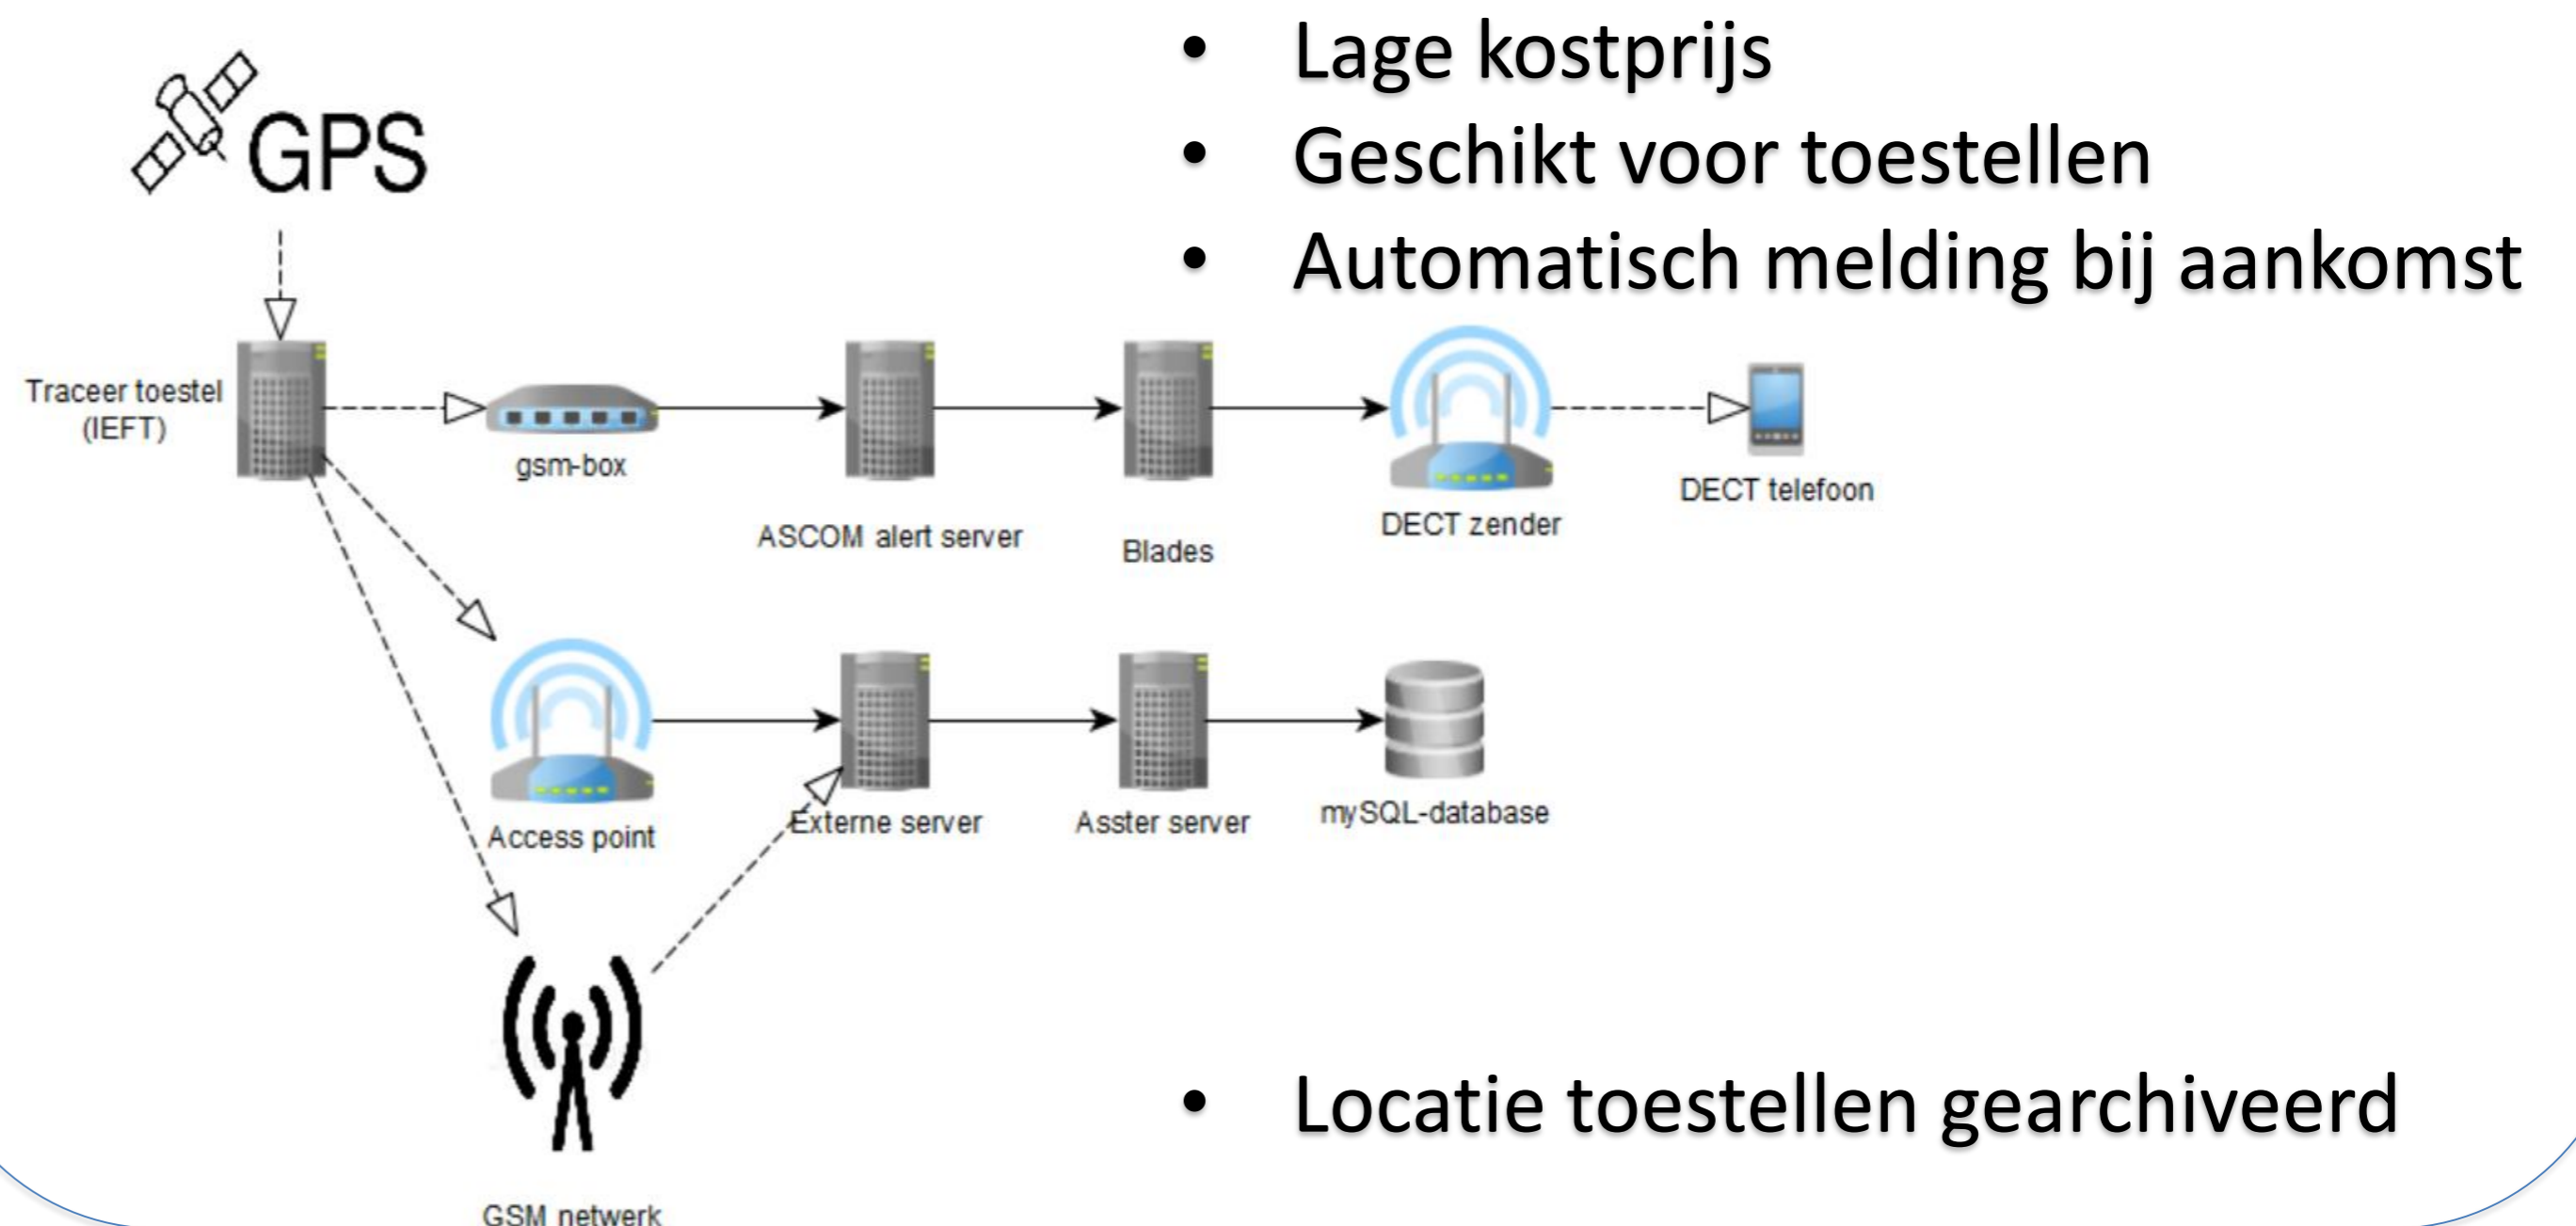 • Lage kostprijs
• Geschikt voor toestellen
• Automatisch melding bij aankomst
GPS
Traceer toestel
(IEFT)
gsm-box
ASCOM alert server
Blades
DECT zender
DECT telefoon
Access point
Externe server
Asster server
mySQL-database
• Locatie toestellen gearchiveerd
GSM netwerk